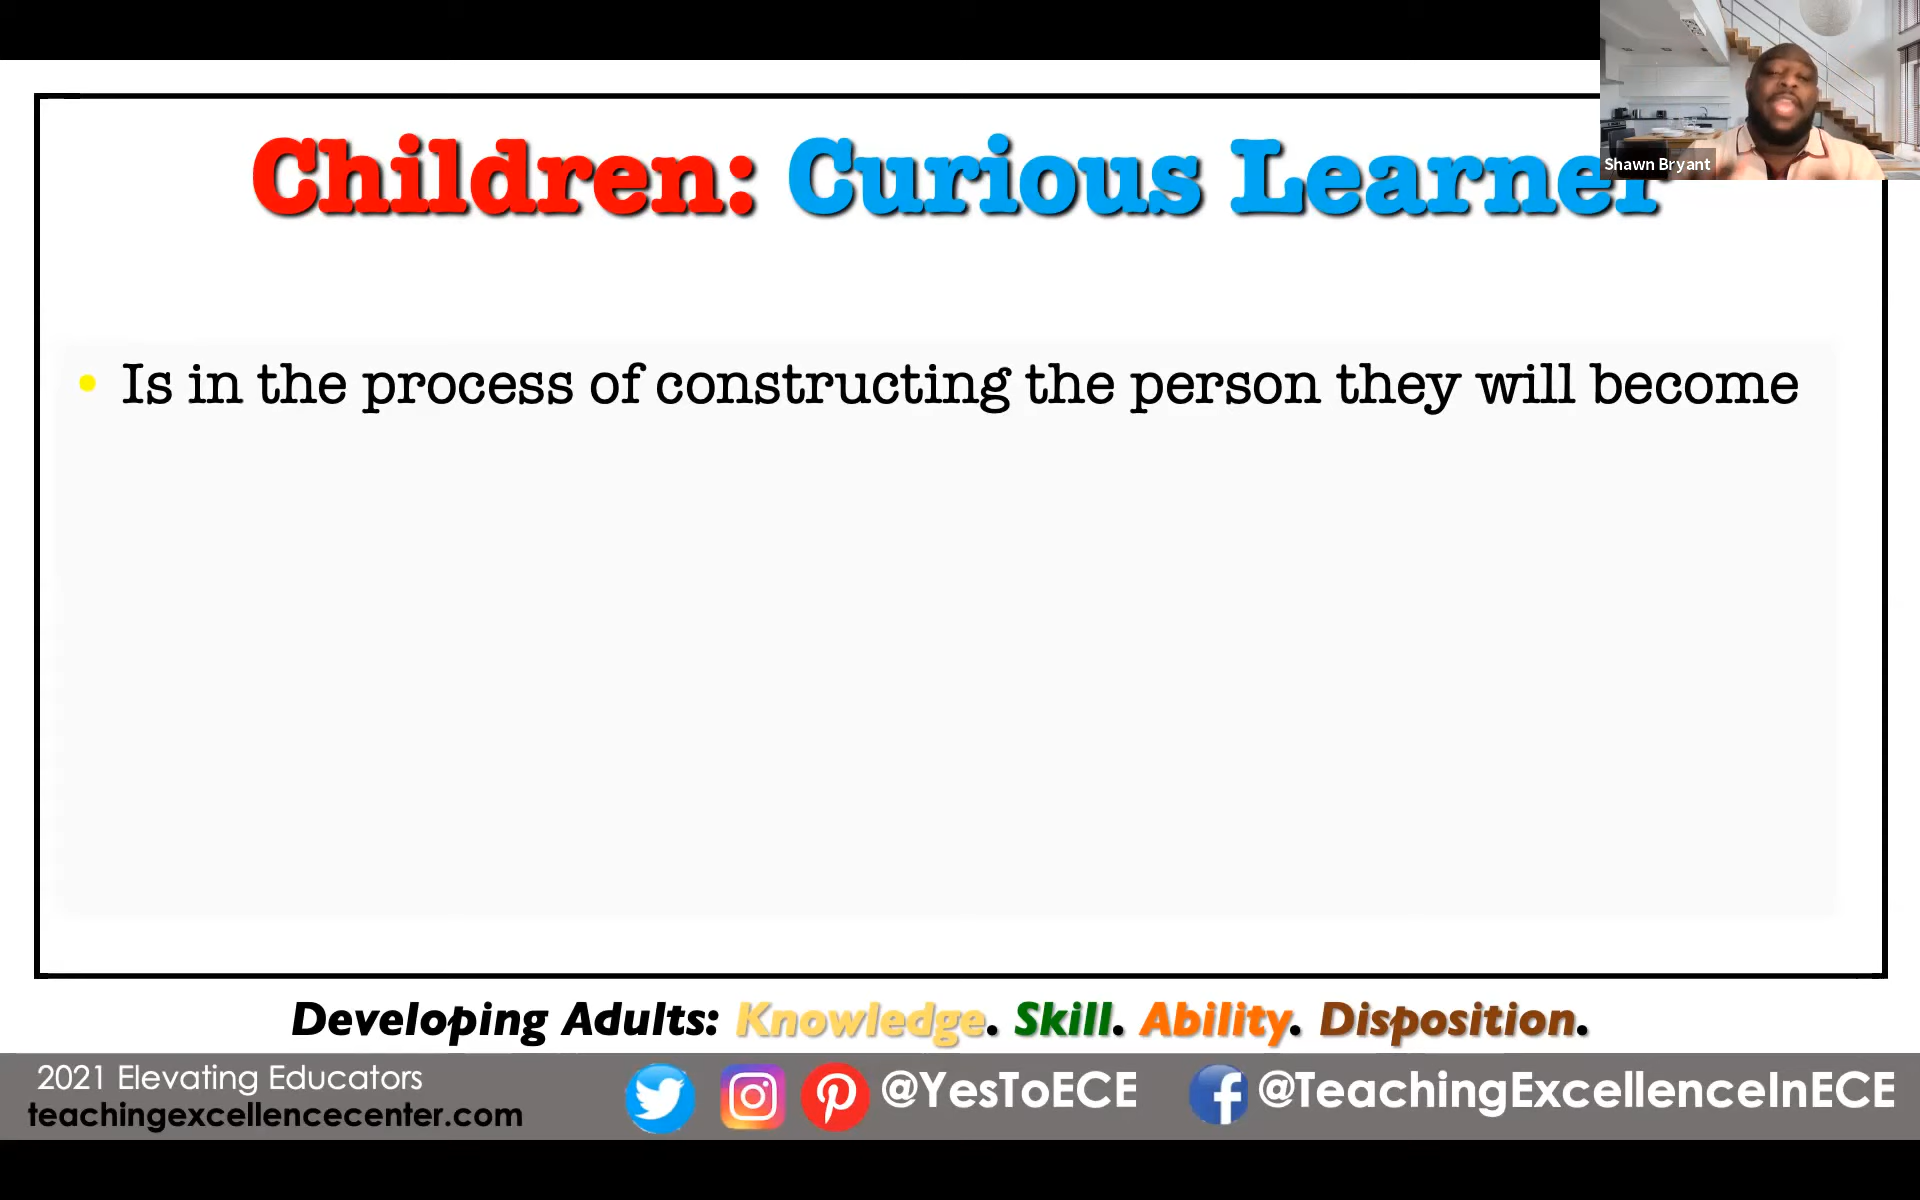 Children: Curious Learner
Shawn Bryant
• Is in the process of constructing the person they will become
Developing Adults: Knowledge. Skill. Ability. Disposition.
2021 Elevating Educators
teachingexcellencecenter.com
@YesToECE
@TeachingExcellenceInECE